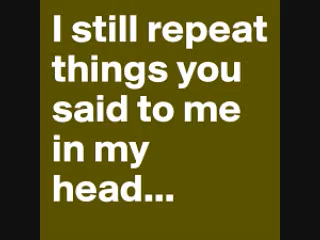 I still repeat
things you
said to me
in my
head...